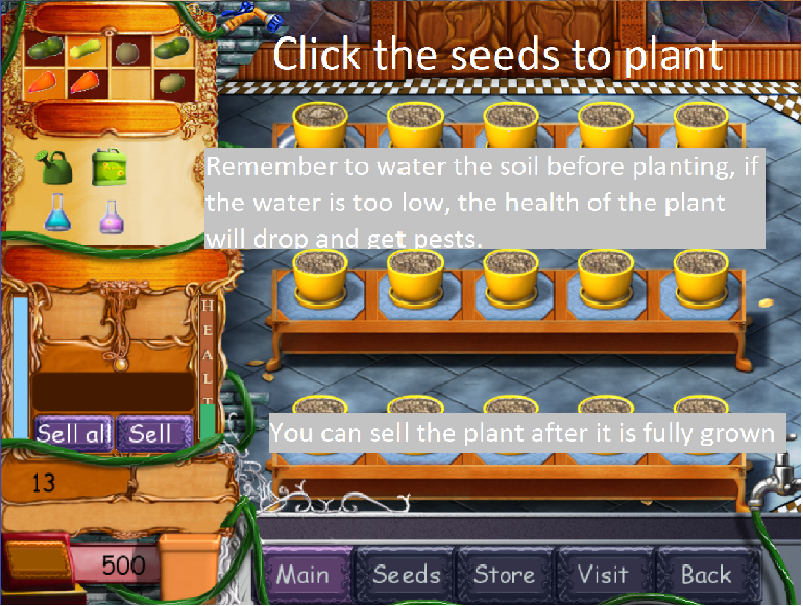 Click the seeds to plant
Remember to water the soil before planting, if
the water is too low, the health of the plant
will drop and get pests.
HEALT
Sell all
Sell
You can sell the plant after it is fully grown
13
500
Main
Seeds
Store
Visit
Back